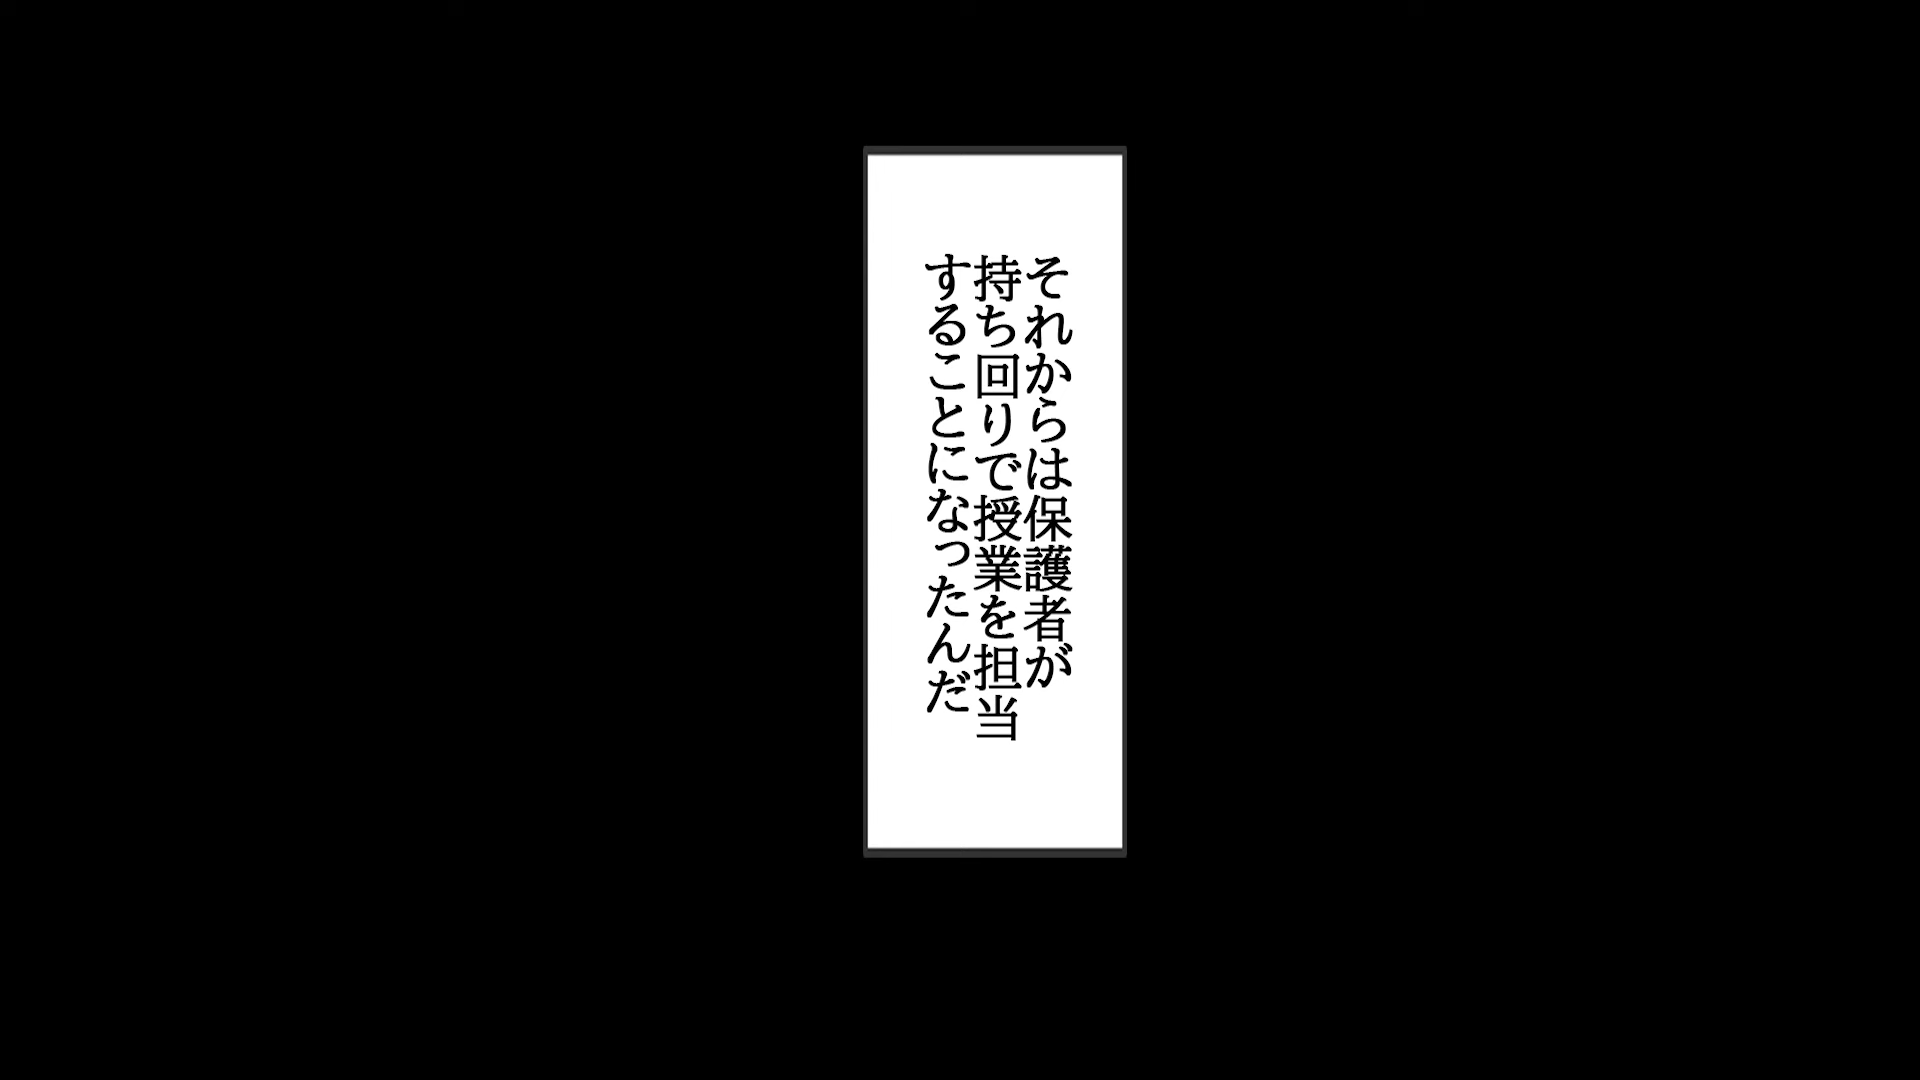 それからは保護者が
持ち回りで授業を担当
することになったんだ